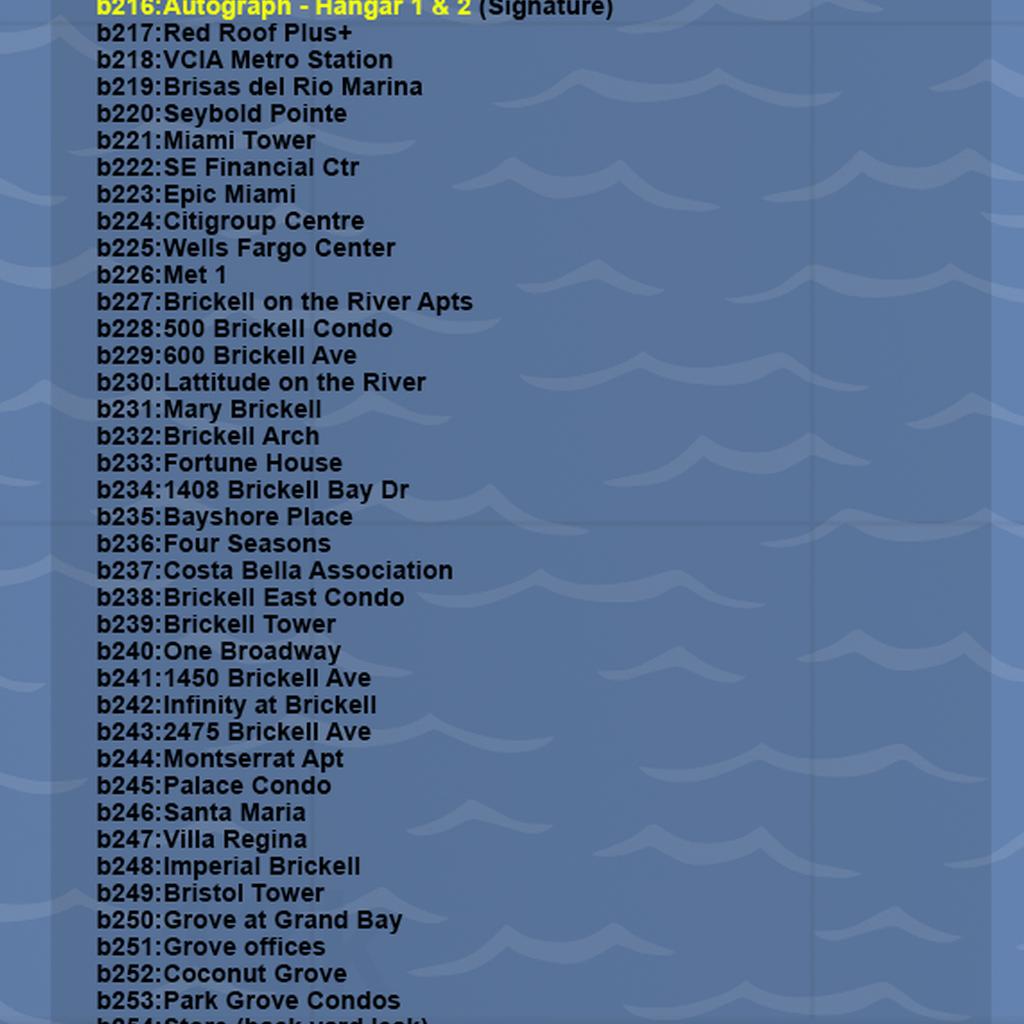 b216:Autograph - Hangar 1 & 2 (Signature)
b217:Red Roof Plus+
b218:VCIA Metro Station
b219:Brisas del Rio Marina
b220:Seybold Pointe
b221:Miami Tower
b222:SE Financial Ctr
b223:Epic Miami
b224:Citigroup Centre
b225:Wells Fargo Center
b226:Met 1
b227:Brickell on the River Apts
b228:500 Brickell Condo
b229:600 Brickell Ave
b230:Lattitude on the River
b231:Mary Brickell
b232:Brickell Arch
b233:Fortune House
b234:1408 Brickell Bay Dr
b235:Bayshore Place
b236:Four Seasons
b237:Costa Bella Association
b238:Brickell East Condo
b239:Brickell Tower
b240:One Broadway
b241:1450 Brickell Ave
b242:Infinity at Brickell
b243:2475 Brickell Ave
b244:Montserrat Apt
b245:Palace Condo
b246:Santa Maria
b247:Villa Regina
b248:Imperial Brickell
b249:Bristol Tower
b250:Grove at Grand Bay
b251:Grove offices
b252:Coconut Grove
b253:Park Grove Condos